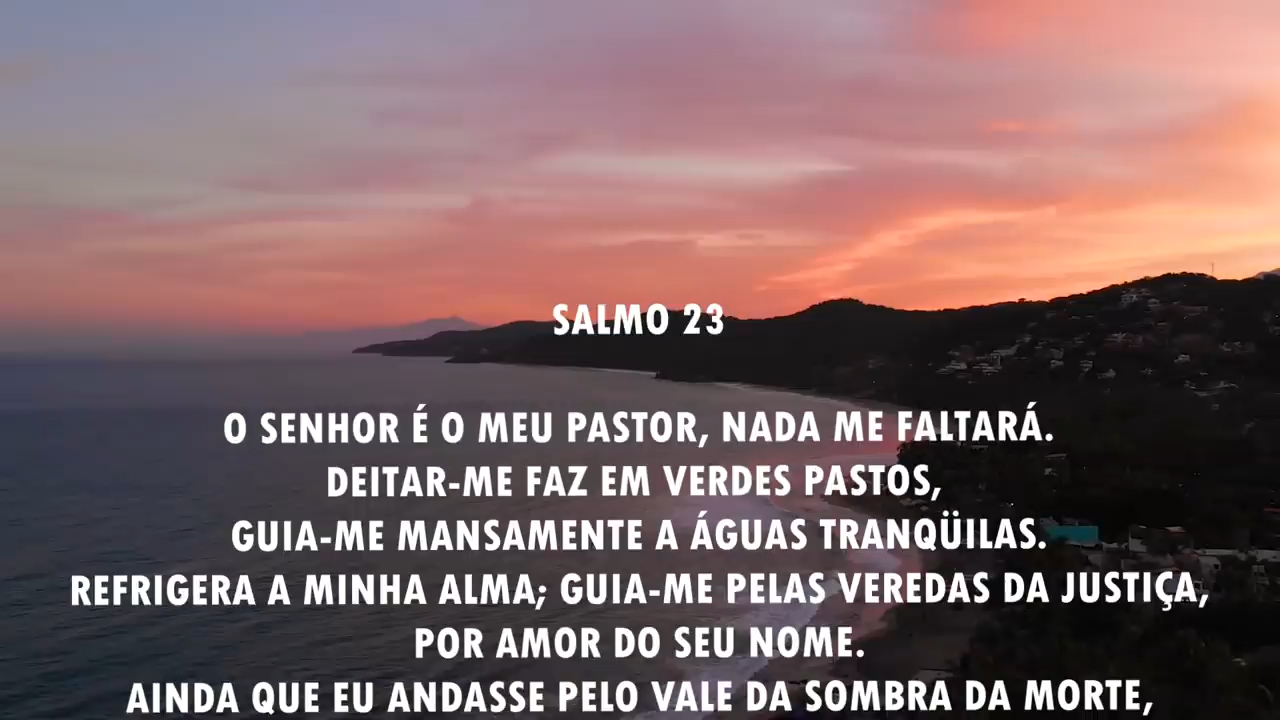 SALMO 23
O SENHOR É O MEU PASTOR, NADA ME FALTARÁ.
DEITAR-ME FAZ EM VERDES PASTOS,
GUIA-ME MANSAMENTE A ÁGUAS TRANQÜILAS.
REFRIGERA A MINHA ALMA; GUIA-ME PELAS VEREDAS DA JUSTIÇA,
POR AMOR DO SEU NOME.
AINDA QUE EU ANDASSE PELO VALE DA SOMBRA DA MORTE,